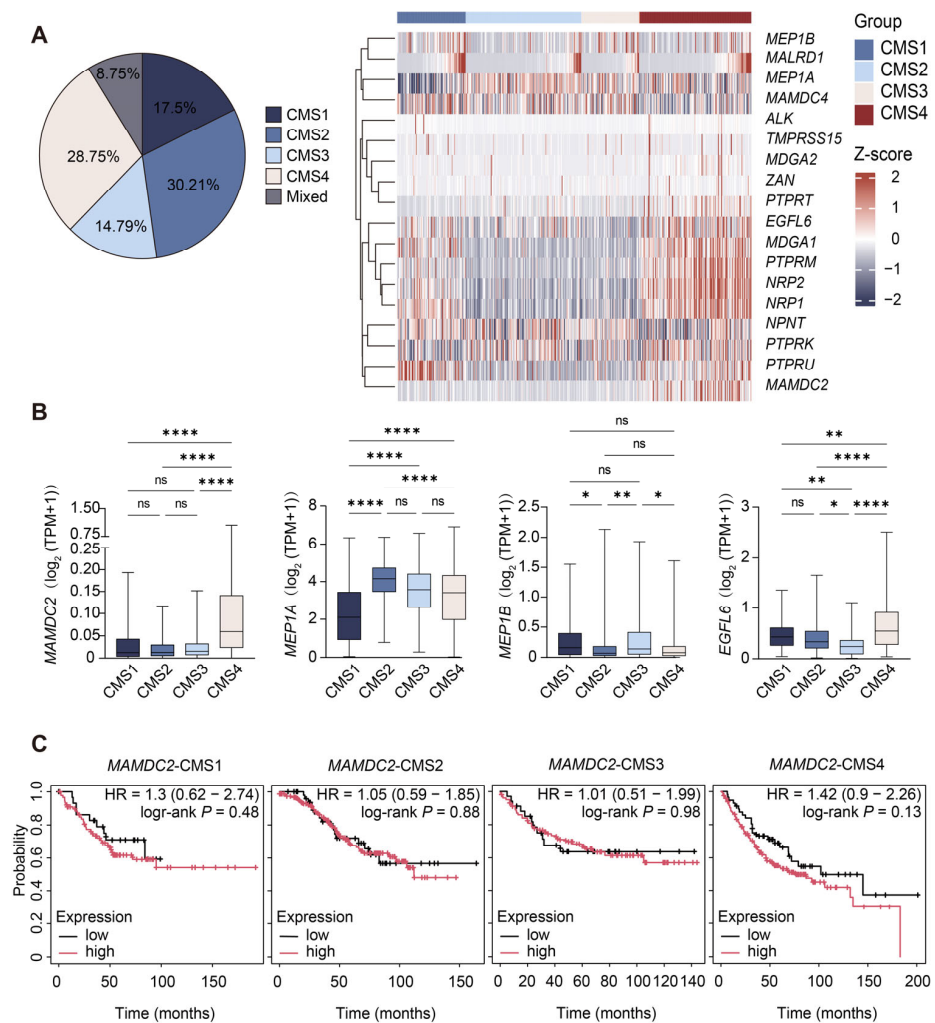 A
8.75%
17.5%
28.75%
30.21%
14.79%
CMS1
CMS2
CMS3
CMS4
Mixed
MEP1B
MALRD1
MEP1A
MAMDC4
ALK
TMPRSS15
MDGA2
ZAN
PTPRT
EGFL6
MDGA1
PTPRM
NRP2
NRP1
NPNT
PTPRK
PTPRU
MAMDC2
Group
CMS1
CMS2
CMS3
CMS4
Z-score
2
1
0
−1
−2
B
MAMDC2 (log2 (TPM+1))
****
****
ns ns ****
1.50
0.75
0.25
0.20
0.15
0.10
0.05
0
CMS1 CMS2 CMS3 CMS4
MEP1A (log2 (TPM+1))
****
****
****
**** ns ns
8
6
4
2
0
CMS1 CMS2 CMS3 CMS4
MEP1B (log2 (TPM+1))
ns
ns
ns
* ** *
2.5
2.0
1.5
1.0
0.5
0
CMS1 CMS2 CMS3 CMS4
EGFL6 (log2 (TPM+1))
**
****
**
ns * ****
3
2
1
0
CMS1 CMS2 CMS3 CMS4
C
MAMDC2-CMS1
HR = 1.3 (0.62 − 2.74)
logr-rank P = 0.48
Probability
1.0
0.8
0.6
0.4
0.2
0
Expression
low
high
0 50 100 150
Time (months)
MAMDC2-CMS2
HR = 1.05 (0.59 − 1.85)
log-rank P = 0.88
Expression
low
high
0 50 100 150
Time (months)
MAMDC2-CMS3
HR = 1.01 (0.51 − 1.99)
log-rank P = 0.98
Expression
low
high
0 20 40 60 80 100 140
Time (months)
MAMDC2-CMS4
HR = 1.42 (0.9 − 2.26)
log-rank P = 0.13
Expression
low
high
0 50 100 150 200
Time (months)